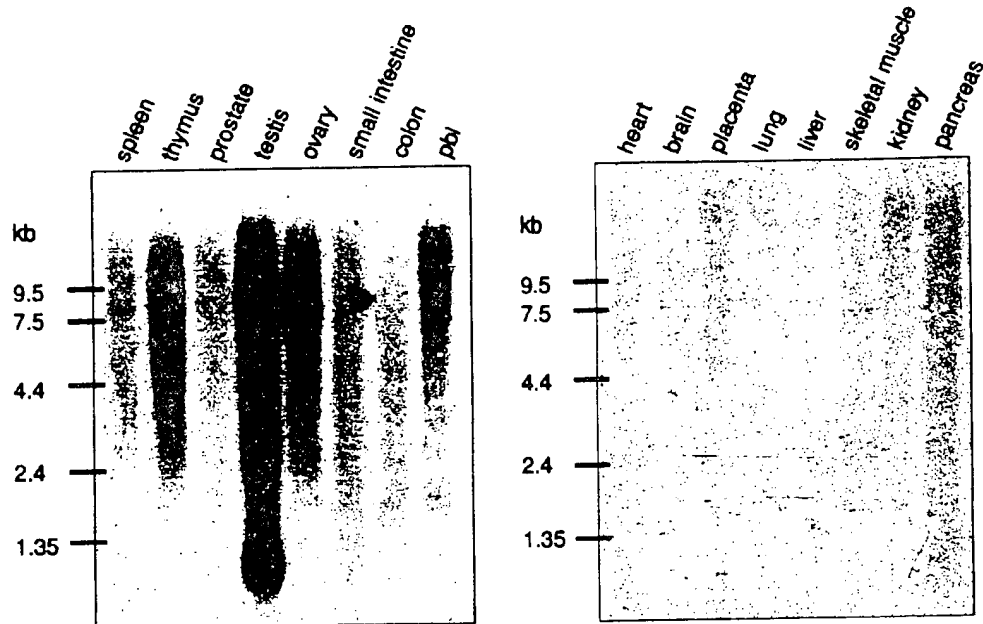 spleen
thymus
prostate
testis
ovary
small intestine
colon
pbl
kb
9.5
7.5
4.4
2.4
1.35
heart
brain
placenta
lung
liver
skeletal muscle
kidney
pancreas
kb
9.5
7.5
4.4
2.4
1.35